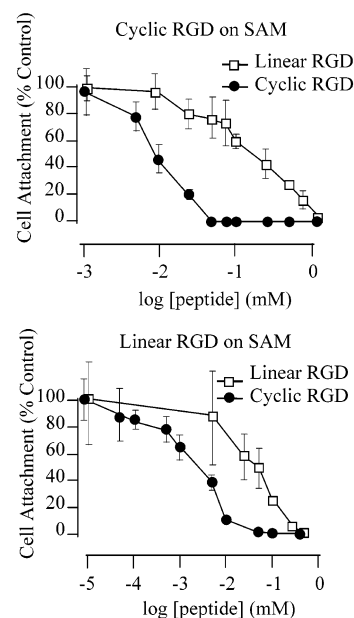 Cyclic RGD on SAM
Linear RGD
Cyclic RGD
Cell Attachment (% Control)
100
80
60
40
20
0
-3 -2 -1 0
log [peptide] (mM)
Linear RGD on SAM
Linear RGD
Cyclic RGD
Cell Attachment (% Control)
100
80
60
40
20
0
-5 -4 -3 -2 -1 0
log [peptide] (mM)